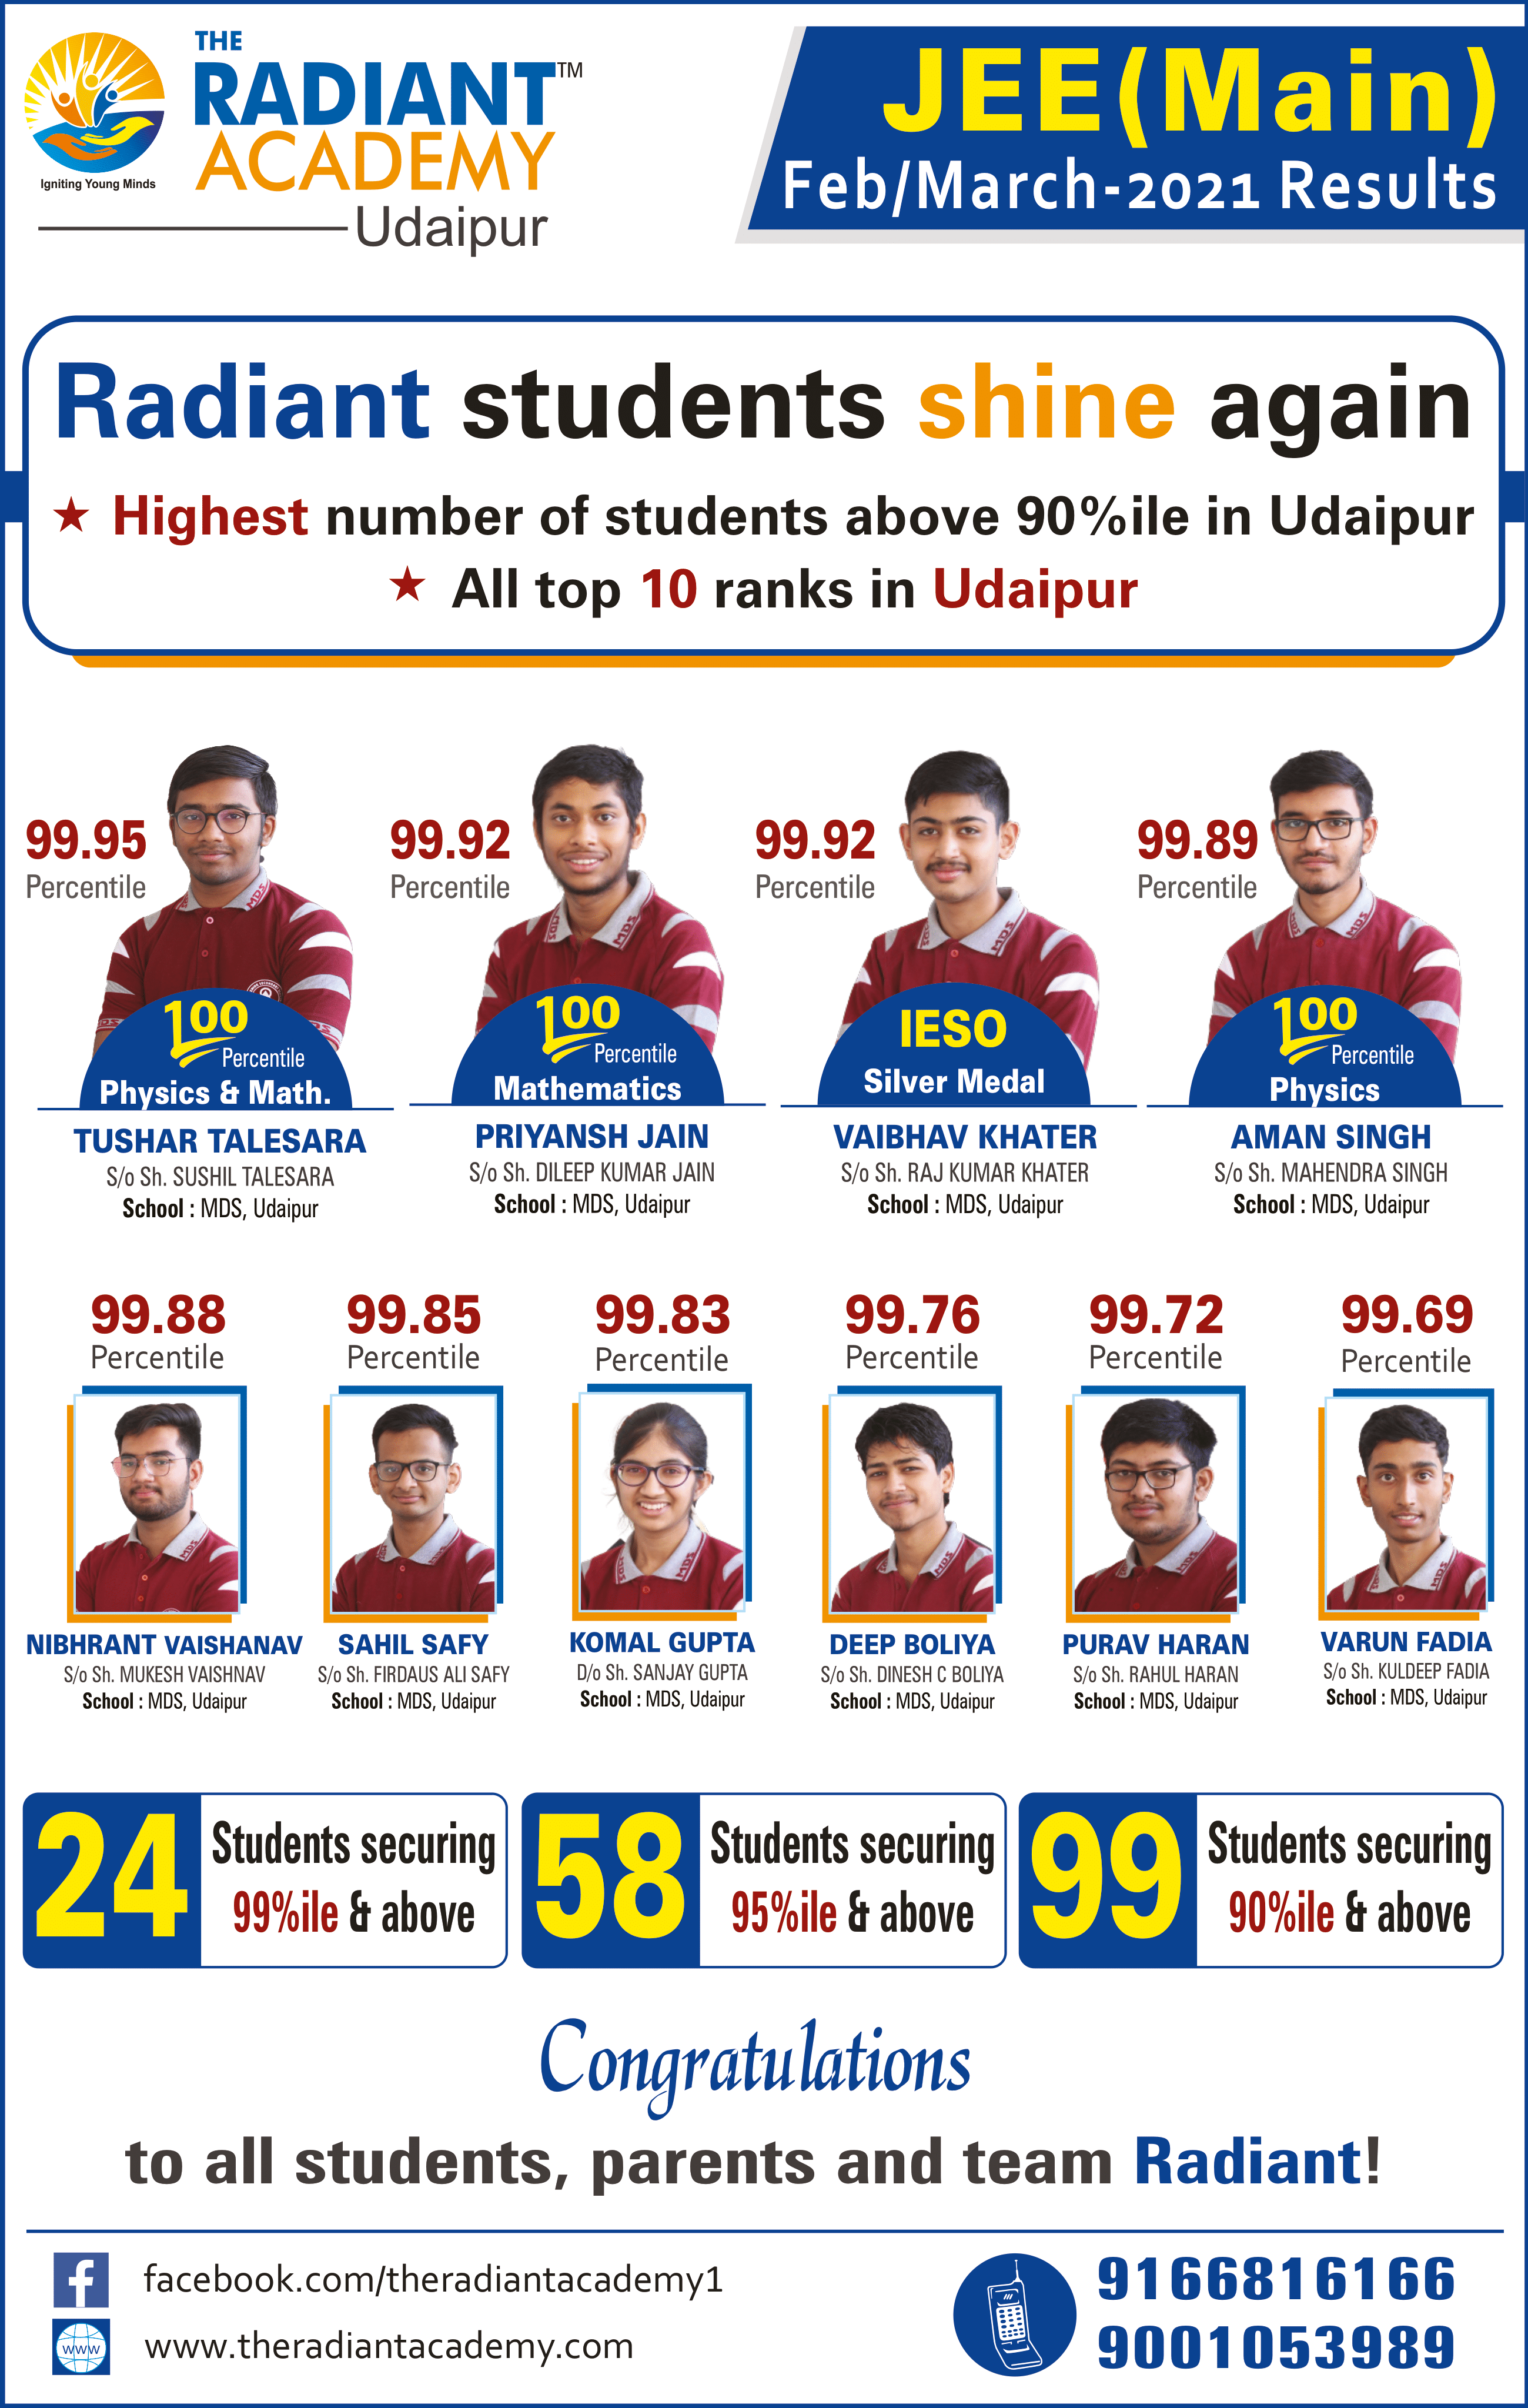 THE
RADIANT™
ACADEMY
Igniting Young Minds
Udaipur
JEE(Main)
Feb/March-2021 Results
Radiant students shine again
★ Highest number of students above 90%ile in Udaipur
★ All top 10 ranks in Udaipur
99.95
Percentile
100
Percentile
Physics & Math.
TUSHAR TALESARA
S/o Sh. SUSHIL TALESARA
School : MDS, Udaipur
99.92
Percentile
100
Percentile
Mathematics
PRIYANSH JAIN
S/o Sh. DILEEP KUMAR JAIN
School : MDS, Udaipur
99.92
Percentile
IESO
Silver Medal
VAIBHAV KHATER
S/o Sh. RAJ KUMAR KHATER
School : MDS, Udaipur
99.89
Percentile
100
Percentile
Physics
AMAN SINGH
S/o Sh. MAHENDRA SINGH
School : MDS, Udaipur
99.88
Percentile
NIBHRANT VAISHANAV
S/o Sh. MUKESH VAISHNAV
School : MDS, Udaipur
99.85
Percentile
SAHIL SAFY
S/o Sh. FIRDAUS ALI SAFY
School : MDS, Udaipur
99.83
Percentile
KOMAL GUPTA
D/o Sh. SANJAY GUPTA
School : MDS, Udaipur
99.76
Percentile
DEEP BOLIYA
S/o Sh. DINESH C BOLIYA
School : MDS, Udaipur
99.72
Percentile
PURAV HARAN
S/o Sh. RAHUL HARAN
School : MDS, Udaipur
99.69
Percentile
VARUN FADIA
S/o Sh. KULDEEP FADIA
School : MDS, Udaipur
24
Students securing
99%ile & above
58
Students securing
95%ile & above
99
Students securing
90%ile & above
Congratulations
to all students, parents and team Radiant!
facebook.com/theradiantacademy1
www
www.theradiantacademy.com
9166816166
9001053989